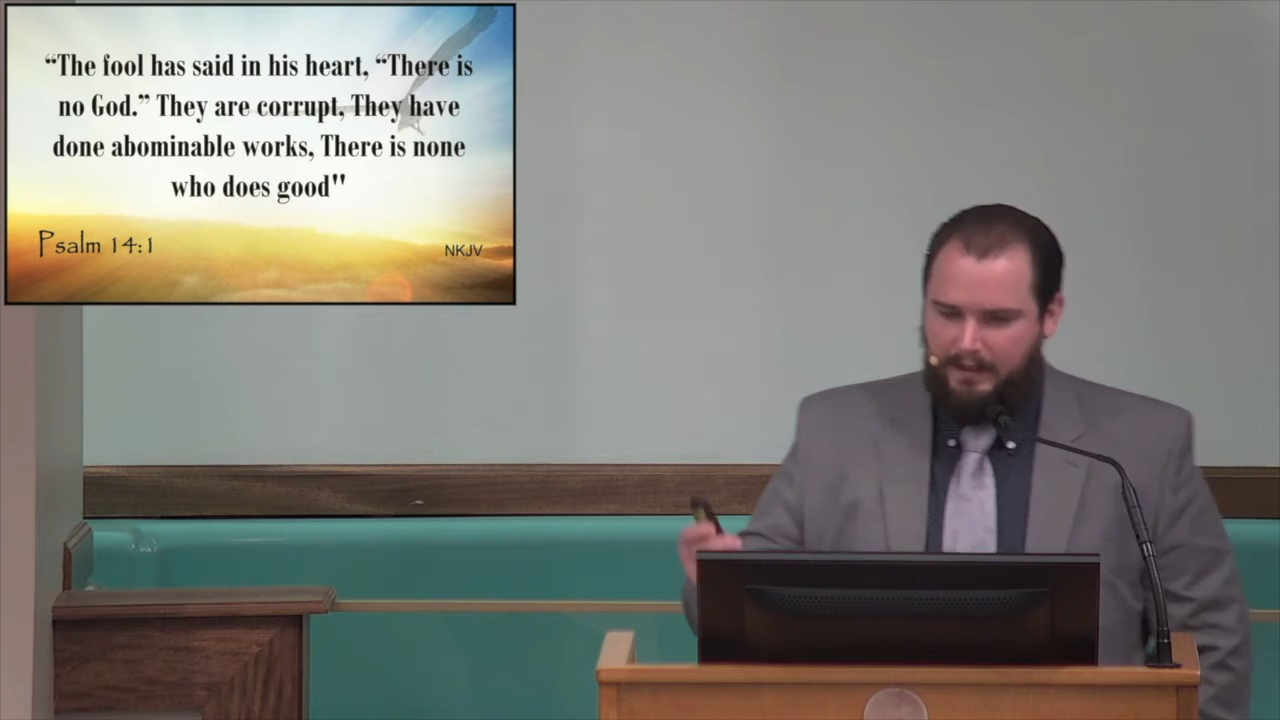 “The fool has said in his heart, “There is
no God.” They are corrupt, They have
done abominable works, There is none
who does good"
Psalm 14:1
NKJV